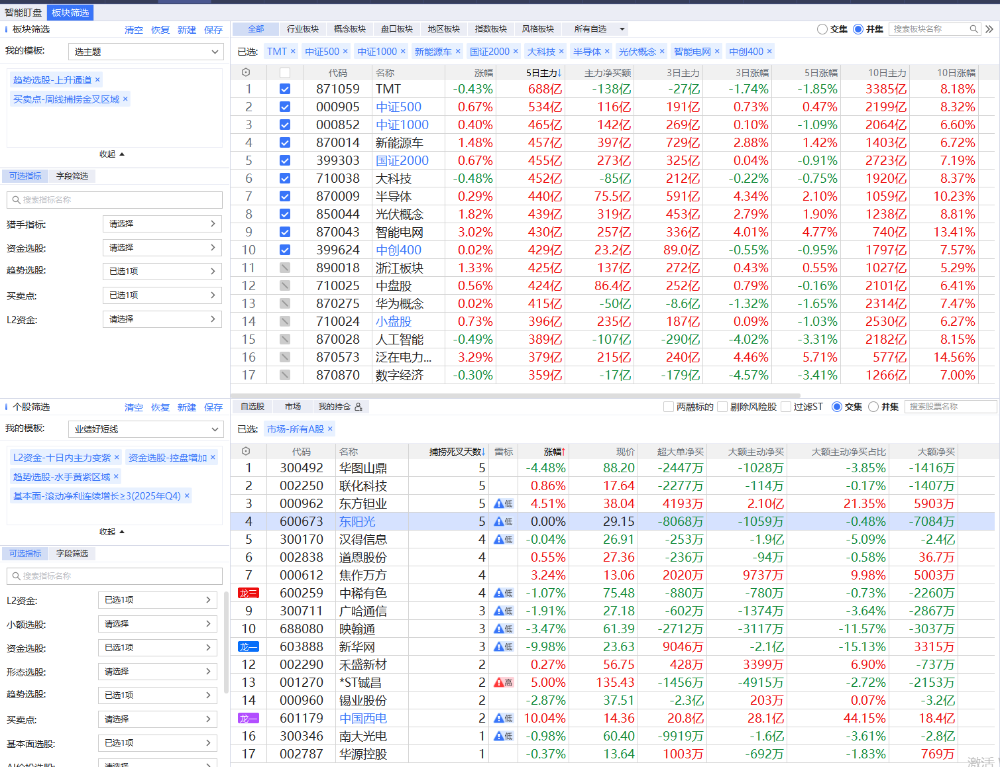 智能盯盘 板块筛选
板块筛选 清空 恢复 新建 保存
我的模板: 选主题
趋势选股-上升通道 ×
买卖点-周线捕捞金叉区域 ×
收起
可选指标 字段筛选
搜索指标名称
猎手指标: 请选择
资金选股: 请选择
趋势选股: 已选1项
买卖点: 已选1项
L2资金: 请选择
全部 行业板块 概念板块 盘口板块 地区板块 指数板块 风格板块 所有自选 交集 并集 搜索板块名称
已选: TMT × 中证500 × 中证1000 × 新能源车 × 国证2000 × 大科技 × 半导体 × 光伏概念 × 智能电网 × 中创400 ×
代码 名称 涨幅 5日主力↓ 主力净买额 3日主力 3日涨幅 5日涨幅 10日主力 10日涨幅
1 871059 TMT -0.43% 688亿 -138亿 -27亿 -1.74% -1.85% 3385亿 8.18%
2 000905 中证500 0.67% 534亿 116亿 191亿 0.73% 0.47% 2199亿 8.32%
3 000852 中证1000 0.40% 465亿 142亿 269亿 0.10% -1.09% 2064亿 6.60%
4 870014 新能源车 1.48% 457亿 397亿 729亿 2.88% 1.42% 1403亿 6.72%
5 399303 国证2000 0.67% 455亿 273亿 325亿 0.04% -0.91% 2723亿 7.19%
6 710038 大科技 -0.48% 452亿 -85亿 212亿 -0.22% -0.75% 1920亿 8.37%
7 870009 半导体 0.29% 440亿 75.5亿 591亿 4.34% 2.10% 1059亿 10.23%
8 850044 光伏概念 1.82% 439亿 319亿 453亿 2.79% 1.90% 1238亿 8.81%
9 870043 智能电网 3.02% 430亿 257亿 336亿 4.01% 4.77% 740亿 13.41%
10 399624 中创400 0.02% 429亿 23.2亿 89.0亿 -0.55% -0.95% 1797亿 7.57%
11 890018 浙江板块 1.33% 425亿 137亿 272亿 0.43% 0.55% 1027亿 5.29%
12 710025 中盘股 0.56% 424亿 86.4亿 252亿 0.79% -0.16% 2101亿 6.41%
13 870275 华为概念 0.02% 415亿 -50亿 -8.6亿 -1.32% -1.65% 2314亿 7.47%
14 710024 小盘股 0.73% 396亿 235亿 187亿 0.09% -1.03% 2530亿 6.27%
15 870028 人工智能 -0.49% 389亿 -107亿 -290亿 -4.02% -3.31% 2182亿 8.15%
16 870573 泛在电力... 3.29% 379亿 215亿 240亿 4.46% 5.71% 577亿 14.56%
17 870870 数字经济 -0.30% 359亿 -17亿 -179亿 -4.57% -3.41% 1266亿 7.00%
个股筛选 清空 恢复 新建 保存
我的模板: 业绩好短线
L2资金-十日内主力变紫 × 资金选股-控盘增加 ×
趋势选股-水手黄紫区域 ×
基本面-滚动净利连续增长≥3(2025年Q4) ×
收起
可选指标 字段筛选
搜索指标名称
L2资金: 已选1项
小额选股: 请选择
资金选股: 已选1项
形态选股: 请选择
趋势选股: 已选1项
买卖点: 请选择
基本面选股: 已选1项
AI金投选股: 请选择
自选股 市场 我的持仓 两融标的 剔除风险股 过滤ST 交集 并集 搜索股票名称
已选: 市场-所有A股 ×
代码 名称 捕捞死叉天数↓ 雷标 涨幅↑ 现价 超大单净买 大额主动净买 大额主动净买占比 大额净买
1 300492 华图山鼎 5 -4.48% 88.20 -2447万 -1028万 -3.85% -1416万
2 002250 联化科技 5 0.86% 17.64 -2277万 -114万 -0.17% -1407万
3 000962 东方钽业 5 低 4.51% 38.04 4193万 2.10亿 21.35% 5903万
4 600673 东阳光 5 低 0.00% 29.15 -8068万 -1059万 -0.48% -7084万
5 300170 汉得信息 4 低 -0.04% 26.91 -253万 -1.9亿 -5.09% -2.4亿
6 002838 道恩股份 4 0.55% 27.36 -236万 -94万 -0.58% 36.7万
7 000612 焦作万方 4 3.24% 13.06 2020万 9737万 9.98% 5003万
龙三 600259 中稀有色 4 低 -1.07% 75.48 -880万 -780万 -0.73% -2260万
9 300711 广哈通信 3 低 -1.91% 27.18 -602万 -1374万 -3.64% -2867万
10 688080 映翰通 3 低 -3.47% 61.39 -2712万 -3117万 -11.57% -3037万
龙一 603888 新华网 3 低 -9.98% 23.63 9046万 -2.1亿 -15.13% 3315万
12 002290 禾盛新材 2 0.27% 56.75 428万 3399万 6.90% -737万
13 001270 *ST铖昌 2 高 5.00% 135.43 -1456万 -4915万 -2.72% -2153万
14 000960 锡业股份 2 -2.87% 37.51 -2.3亿 203万 0.07% -3.2亿
龙一 601179 中国西电 2 低 10.04% 14.36 20.8亿 28.1亿 44.15% 18.4亿
16 300346 南大光电 1 低 -0.98% 60.40 -9919万 -1.6亿 -3.61% -2.8亿
17 002787 华源控股 1 -0.37% 13.64 1003万 -692万 -1.83% 769万
激活